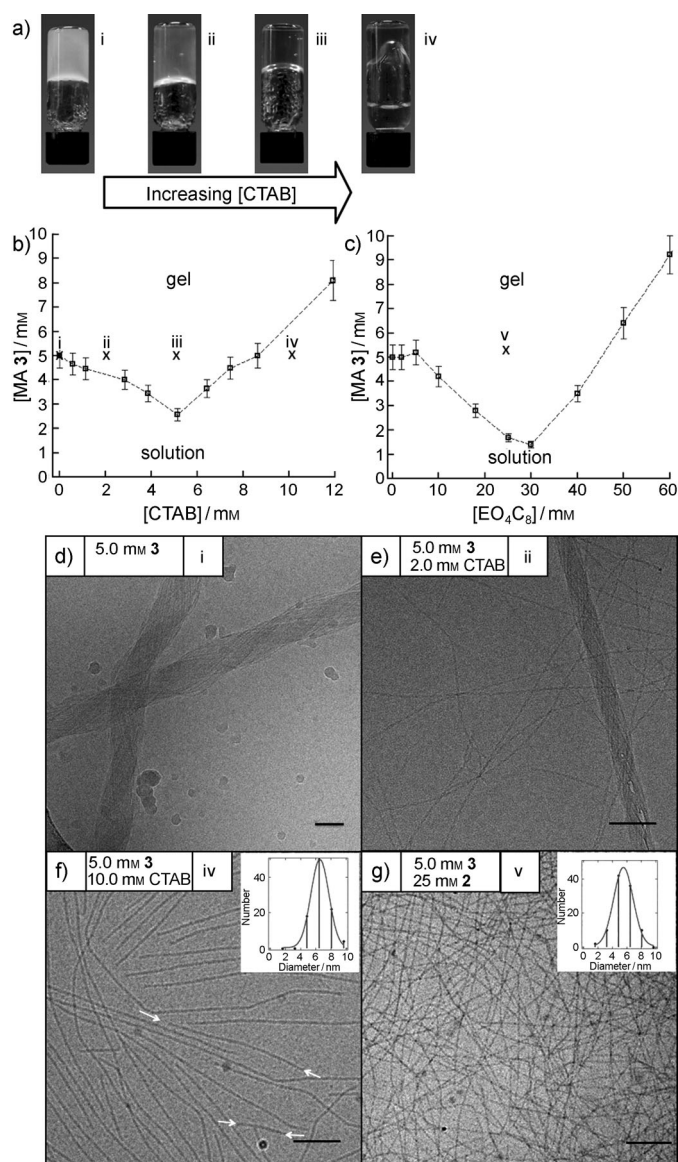 a)
i
ii
iii
iv
Increasing [CTAB]
b)
10
9
8
7
6
5
4
3
2
1
0
[MA 3] / mM
gel
i
ii
iii
iv
x
x
x
solution
0 2 4 6 8 10 12
[CTAB] / mM
c)
10
9
8
7
6
5
4
3
2
1
0
[MA 3] / mM
gel
v
x
solution
0 10 20 30 40 50 60
[EO₄C₈] / mM
d)
5.0 mM 3
i
e)
5.0 mM 3
2.0 mM CTAB
ii
f)
5.0 mM 3
10.0 mM CTAB
iv
40
20
0
Number
0 2 4 6 8 10
Diameter / nm
g)
5.0 mM 3
25 mM 2
v
40
20
0
Number
0 2 4 6 8 10
Diameter / nm